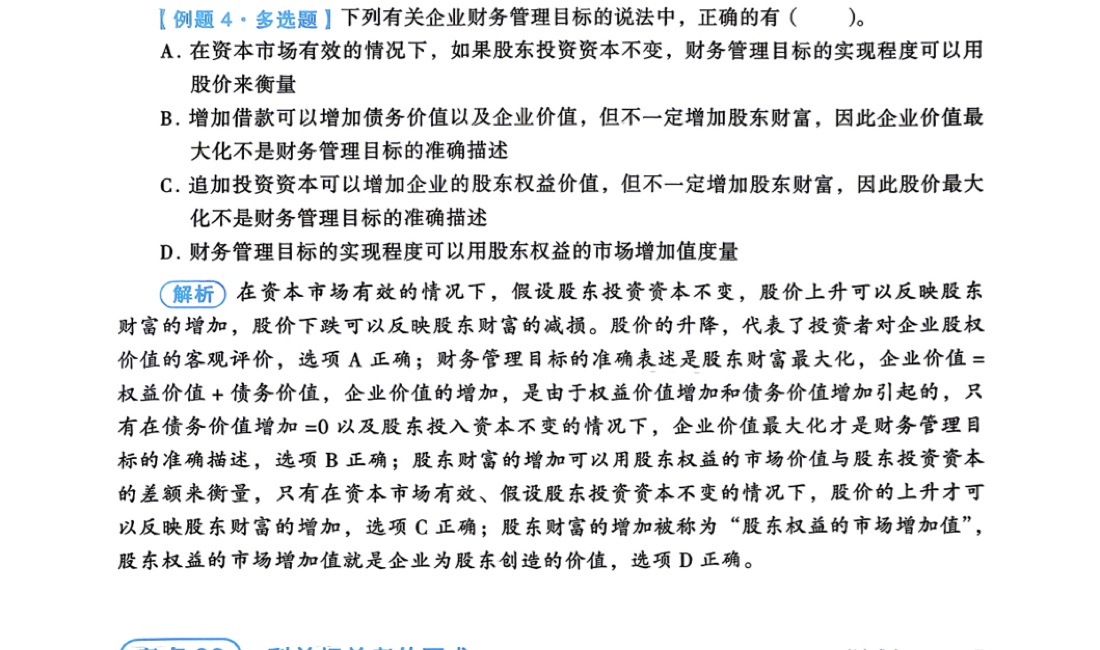 【例题 4·多选题】下列有关企业财务管理目标的说法中，正确的有（　　）。
A. 在资本市场有效的情况下，如果股东投资资本不变，财务管理目标的实现程度可以用
股价来衡量
B. 增加借款可以增加债务价值以及企业价值，但不一定增加股东财富，因此企业价值最
大化不是财务管理目标的准确描述
C. 追加投资资本可以增加企业的股东权益价值，但不一定增加股东财富，因此股价最大
化不是财务管理目标的准确描述
D. 财务管理目标的实现程度可以用股东权益的市场增加值度量
解析 在资本市场有效的情况下，假设股东投资资本不变，股价上升可以反映股东
财富的增加，股价下跌可以反映股东财富的减损。股价的升降，代表了投资者对企业股权
价值的客观评价，选项 A 正确；财务管理目标的准确表述是股东财富最大化，企业价值 =
权益价值 + 债务价值，企业价值的增加，是由于权益价值增加和债务价值增加引起的，只
有在债务价值增加 =0 以及股东投入资本不变的情况下，企业价值最大化才是财务管理目
标的准确描述，选项 B 正确；股东财富的增加可以用股东权益的市场价值与股东投资资本
的差额来衡量，只有在资本市场有效、假设股东投资资本不变的情况下，股价的上升才可
以反映股东财富的增加，选项 C 正确；股东财富的增加被称为“股东权益的市场增加值”，
股东权益的市场增加值就是企业为股东创造的价值，选项 D 正确。